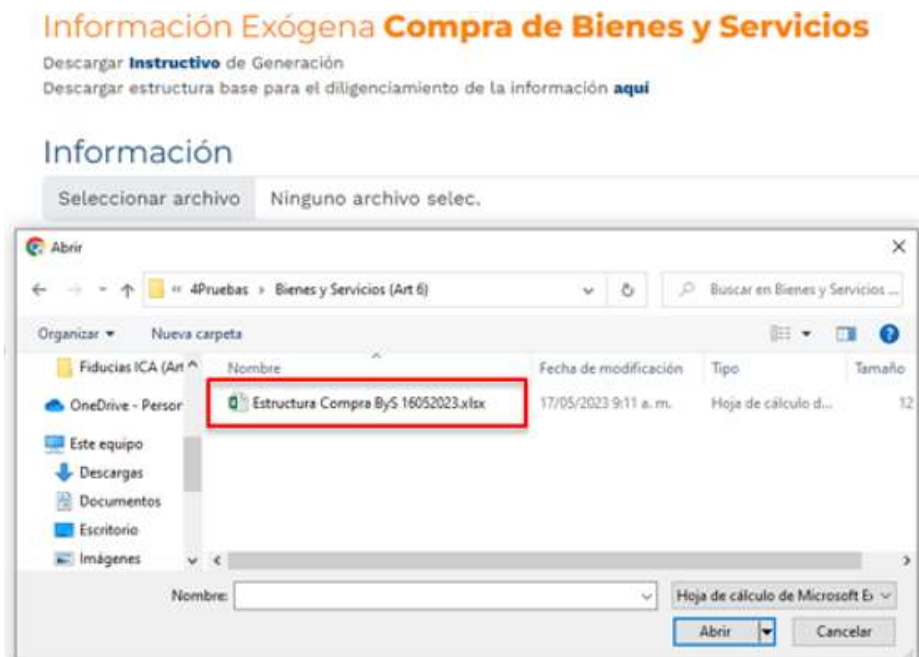 Información Exógena Compra de Bienes y Servicios
Descargar Instructivo de Generación
Descargar estructura base para el diligenciamiento de la información aquí
Información
Seleccionar archivo Ninguno archivo selec.
Abrir
« 4Pruebas › Bienes y Servicios (Art 6) Buscar en Bienes y Servicios ...
Organizar Nueva carpeta
Fiducias ICA (Art Nombre Fecha de modificación Tipo Tamaño
OneDrive - Person Estructura Compra ByS 16052023.xlsx 17/05/2023 9:11 a. m. Hoja de cálculo d... 12
Este equipo
Descargas
Documentos
Escritorio
Imágenes
Nombre: Hoja de cálculo de Microsoft Ex
Abrir Cancelar